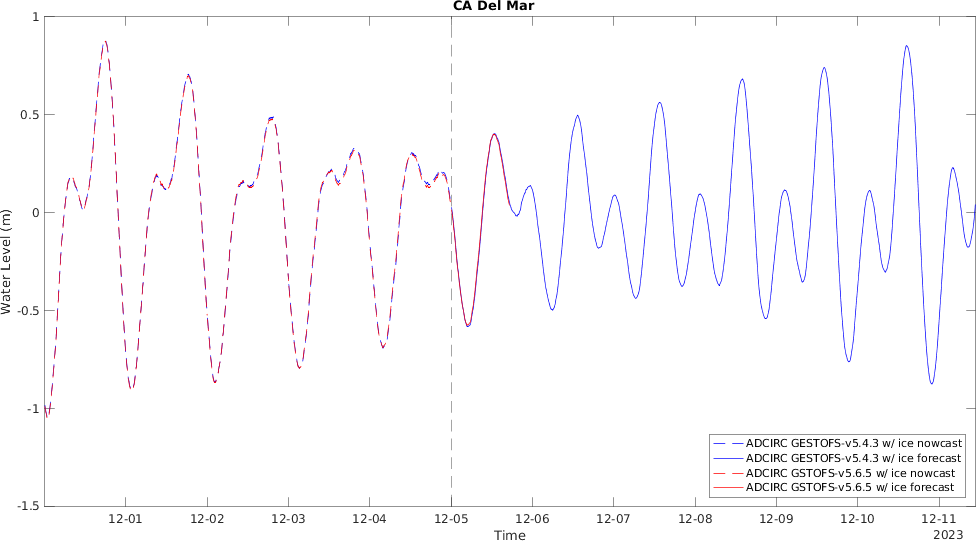 CA Del Mar
1
0.5
0
-0.5
-1
-1.5
Water Level (m)
ADCIRC GESTOFS-v5.4.3 w/ ice nowcast
ADCIRC GESTOFS-v5.4.3 w/ ice forecast
ADCIRC GSTOFS-v5.6.5 w/ ice nowcast
ADCIRC GSTOFS-v5.6.5 w/ ice forecast
12-01 12-02 12-03 12-04 12-05 12-06 12-07 12-08 12-09 12-10 12-11
Time
2023